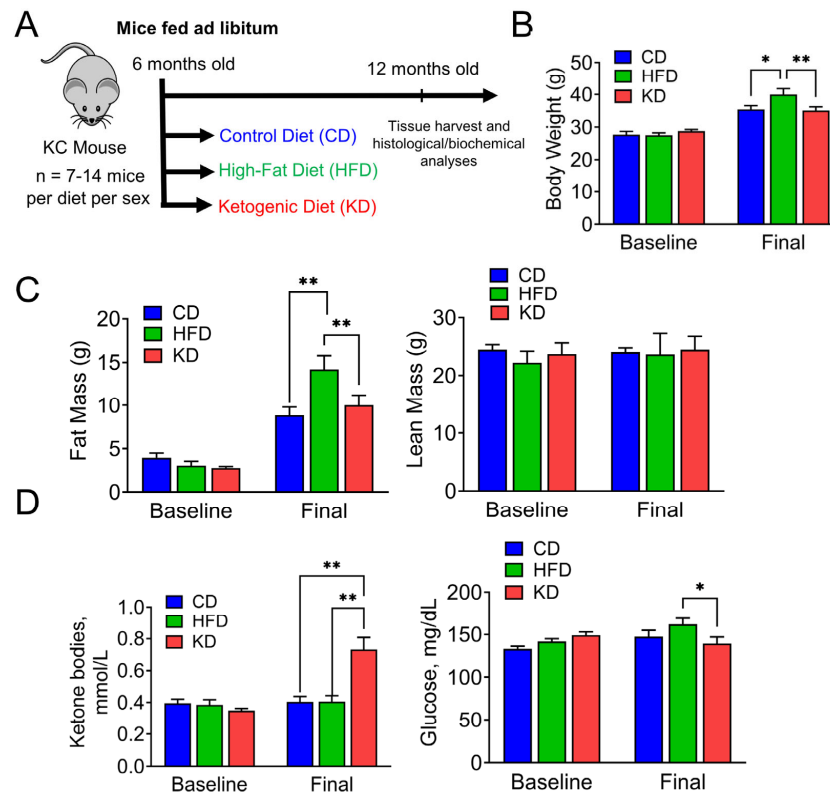 A
Mice fed ad libitum
6 months old
12 months old
KC Mouse
n = 7-14 mice
per diet per sex
Control Diet (CD)
High-Fat Diet (HFD)
Ketogenic Diet (KD)
Tissue harvest and
histological/biochemical
analyses
B
CD
HFD
KD
Body Weight (g)
50
40
30
20
10
0
*
**
Baseline
Final
C
CD
HFD
KD
Fat Mass (g)
20
15
10
5
0
**
**
Baseline
Final
CD
HFD
KD
Lean Mass (g)
30
20
10
0
Baseline
Final
D
CD
HFD
KD
Ketone bodies,
mmol/L
1.0
0.8
0.6
0.4
0.2
0.0
**
**
Baseline
Final
CD
HFD
KD
Glucose, mg/dL
200
150
100
50
0
*
Baseline
Final